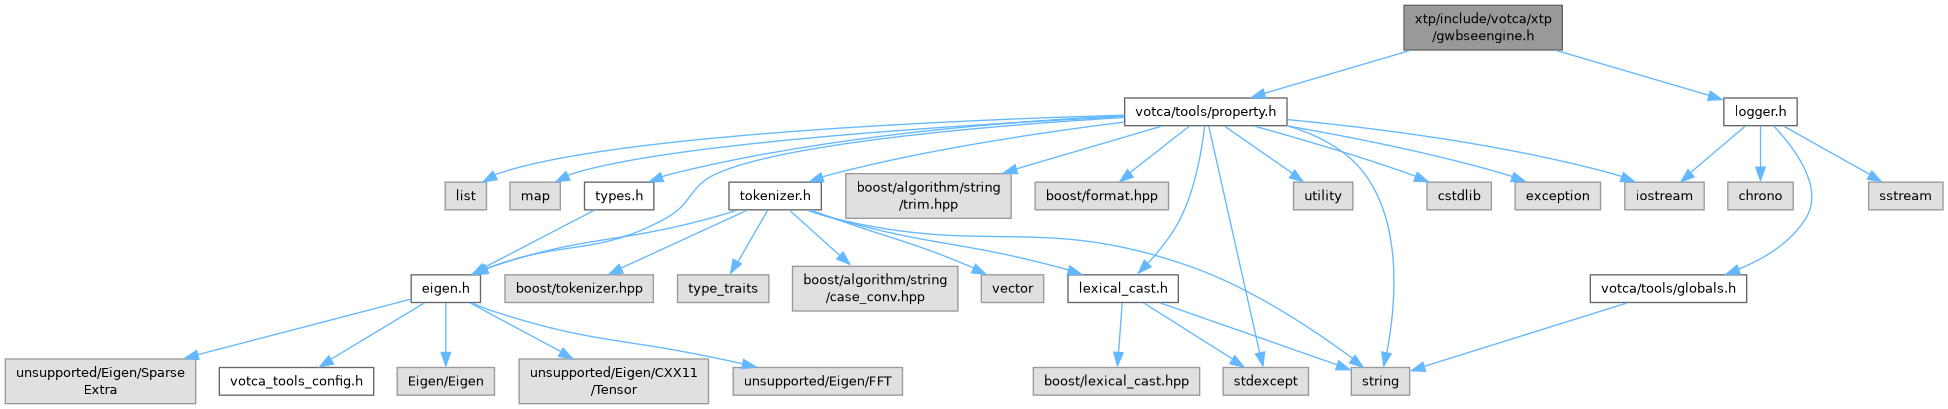 xtp/include/votca/xtp
/gwbseengine.h
votca/tools/property.h
logger.h
list
map
types.h
tokenizer.h
boost/algorithm/string
/trim.hpp
boost/format.hpp
utility
cstdlib
exception
iostream
chrono
sstream
eigen.h
boost/tokenizer.hpp
type_traits
boost/algorithm/string
/case_conv.hpp
vector
lexical_cast.h
votca/tools/globals.h
unsupported/Eigen/Sparse
Extra
votca_tools_config.h
Eigen/Eigen
unsupported/Eigen/CXX11
/Tensor
unsupported/Eigen/FFT
boost/lexical_cast.hpp
stdexcept
string